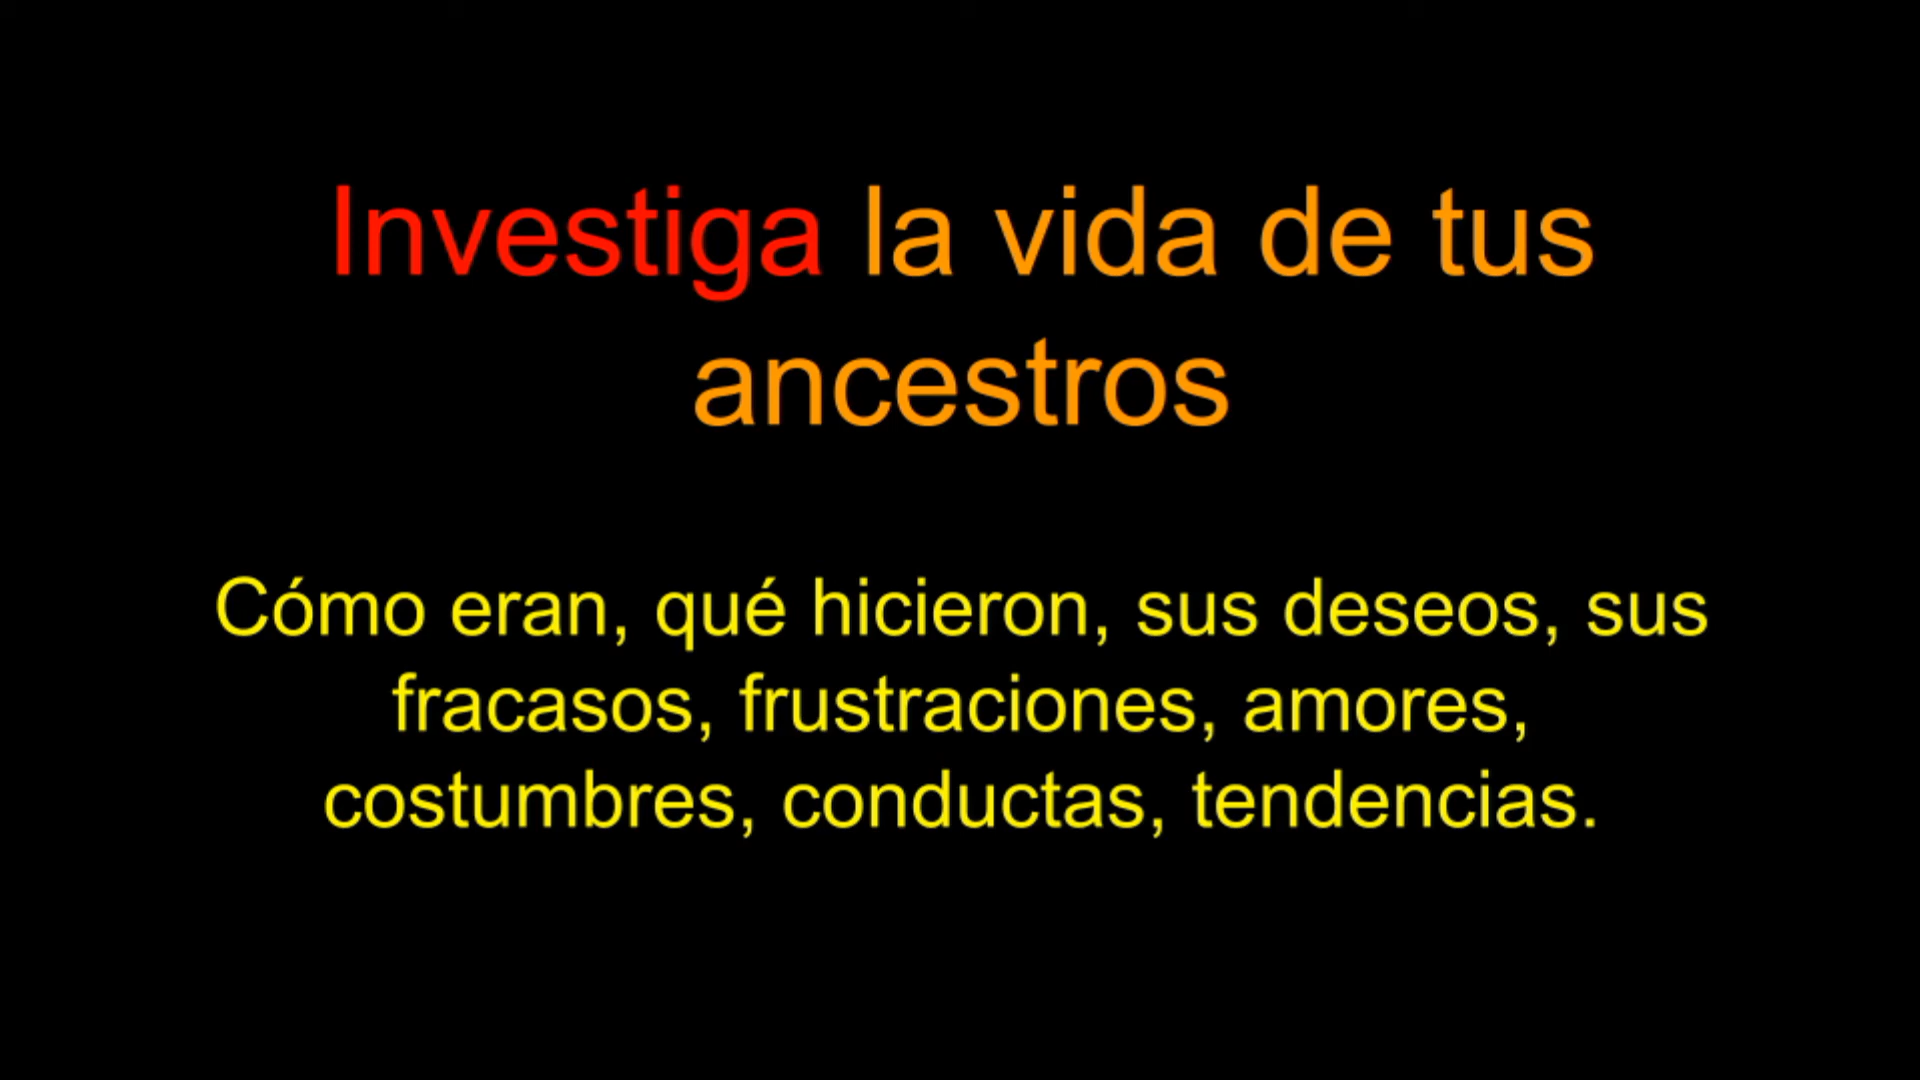 Investiga la vida de tus
ancestros
Cómo eran, qué hicieron, sus deseos, sus
fracasos, frustraciones, amores,
costumbres, conductas, tendencias.